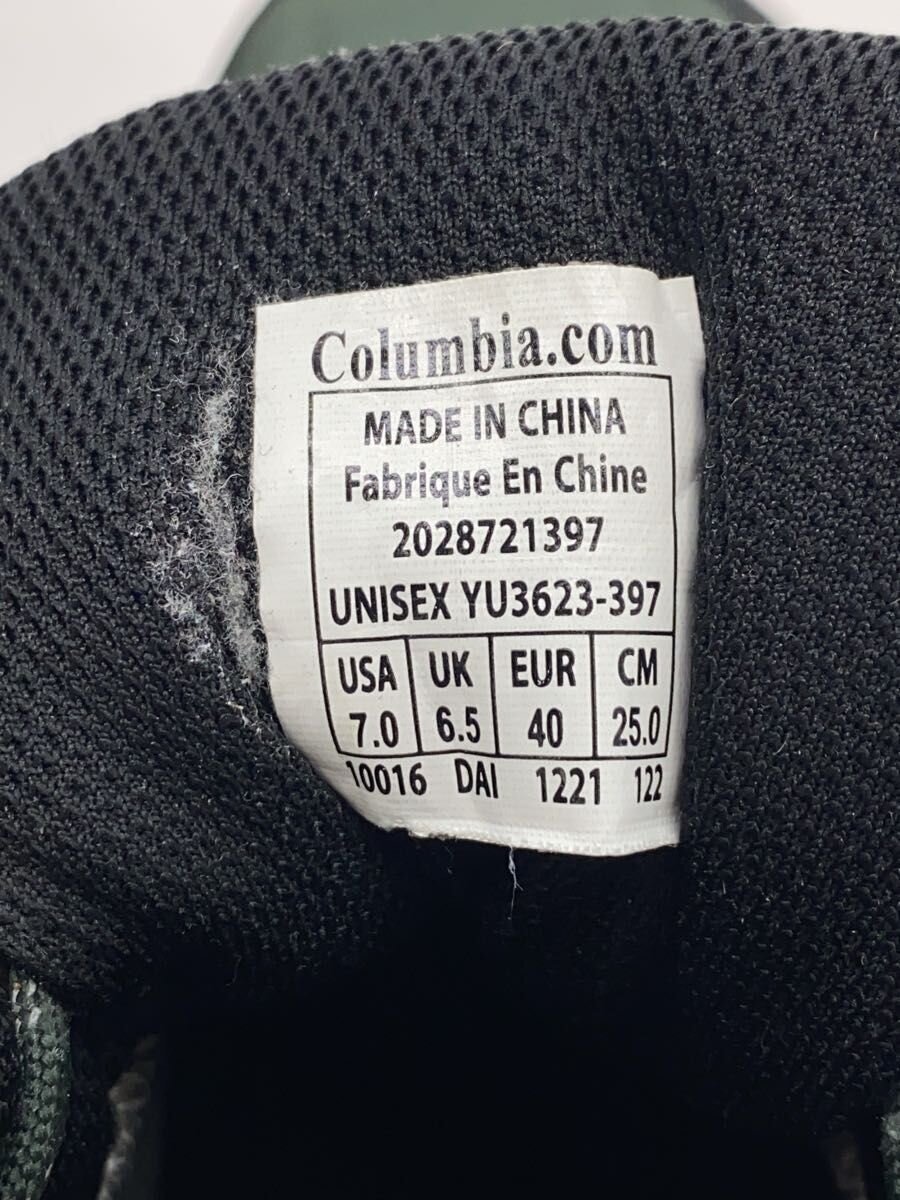 Columbia.com
MADE IN CHINA
Fabrique En Chine
2028721397
UNISEX YU3623-397
USA UK EUR CM
7.0 6.5 40 25.0
10016 DAI 1221 122